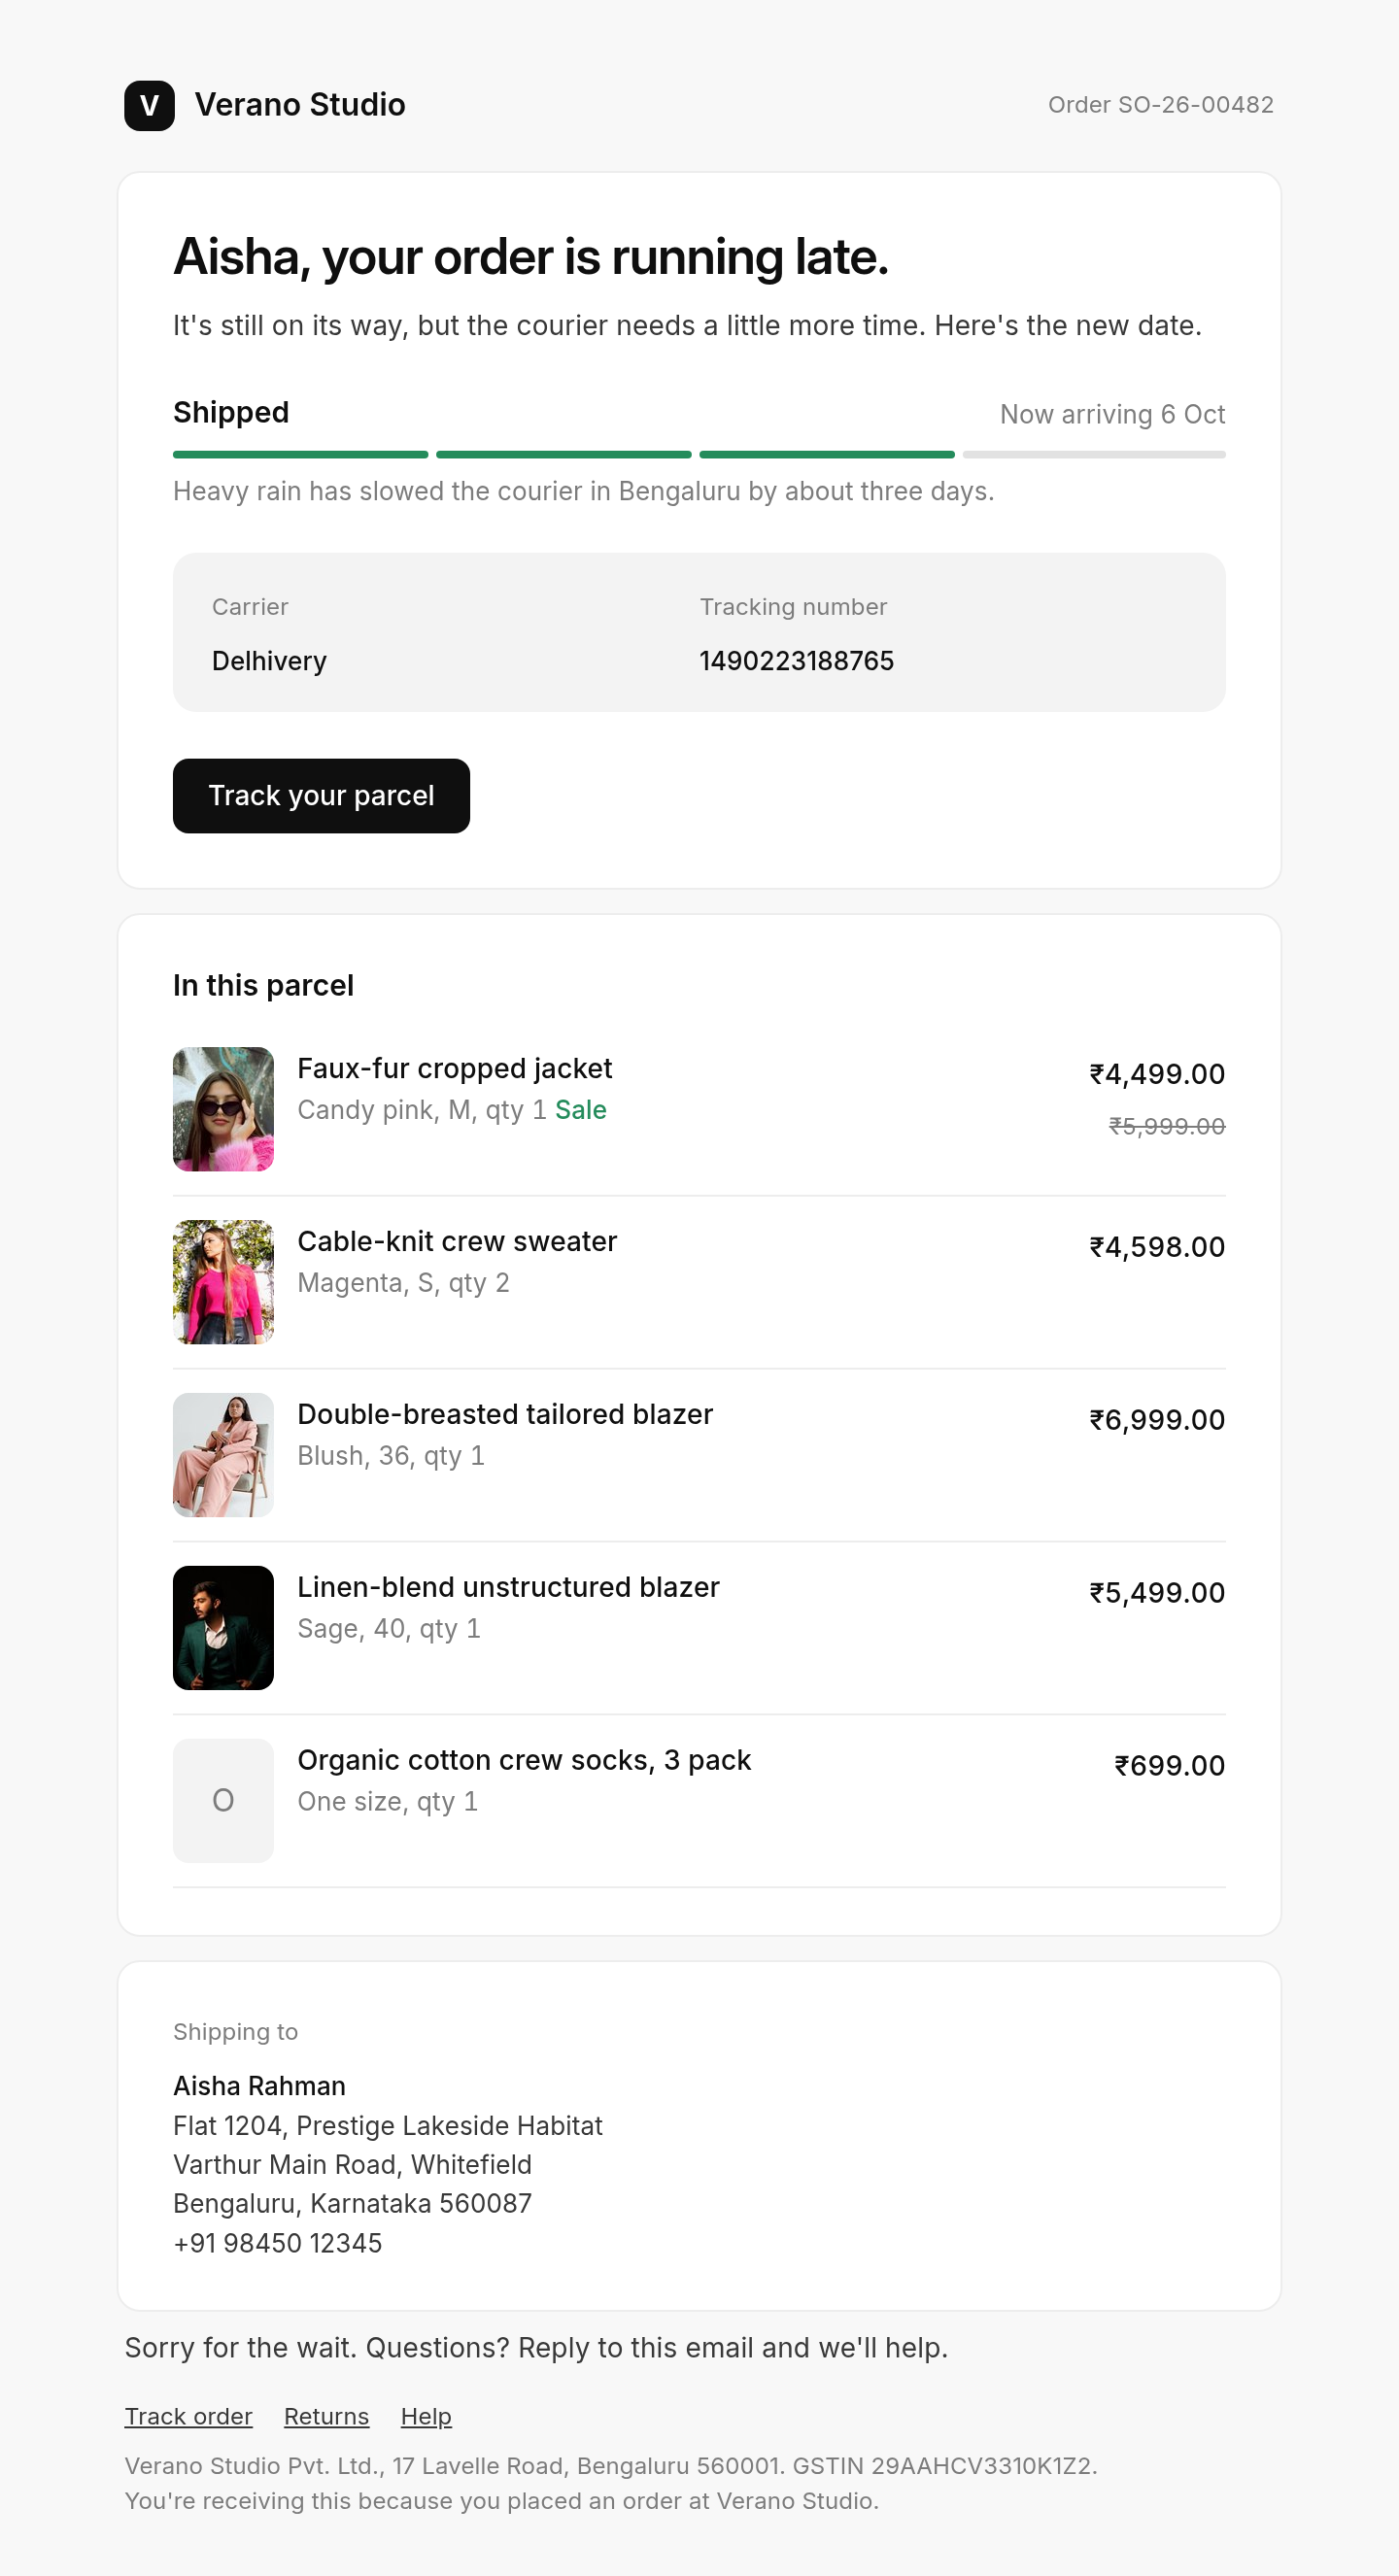 V Verano Studio
Order SO-26-00482
Aisha, your order is running late.
It's still on its way, but the courier needs a little more time. Here's the new date.
Shipped
Now arriving 6 Oct
Heavy rain has slowed the courier in Bengaluru by about three days.
Carrier
Tracking number
Delhivery
1490223188765
Track your parcel
In this parcel
Faux-fur cropped jacket
₹4,499.00
Candy pink, M, qty 1 Sale
₹5,999.00
Cable-knit crew sweater
₹4,598.00
Magenta, S, qty 2
Double-breasted tailored blazer
₹6,999.00
Blush, 36, qty 1
Linen-blend unstructured blazer
₹5,499.00
Sage, 40, qty 1
O
Organic cotton crew socks, 3 pack
₹699.00
One size, qty 1
Shipping to
Aisha Rahman
Flat 1204, Prestige Lakeside Habitat
Varthur Main Road, Whitefield
Bengaluru, Karnataka 560087
+91 98450 12345
Sorry for the wait. Questions? Reply to this email and we'll help.
Track order Returns Help
Verano Studio Pvt. Ltd., 17 Lavelle Road, Bengaluru 560001. GSTIN 29AAHCV3310K1Z2.
You're receiving this because you placed an order at Verano Studio.